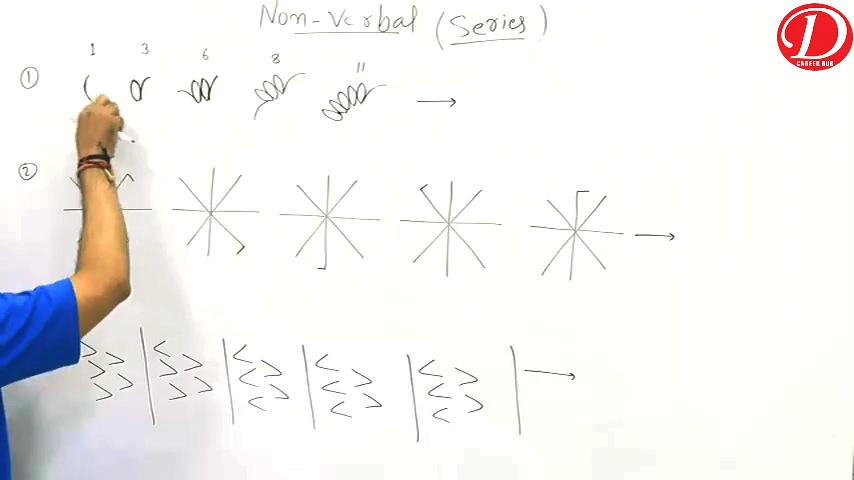 Non-Verbal (Series)
D
CAREER HUB
1 3 6 8 11
①
②